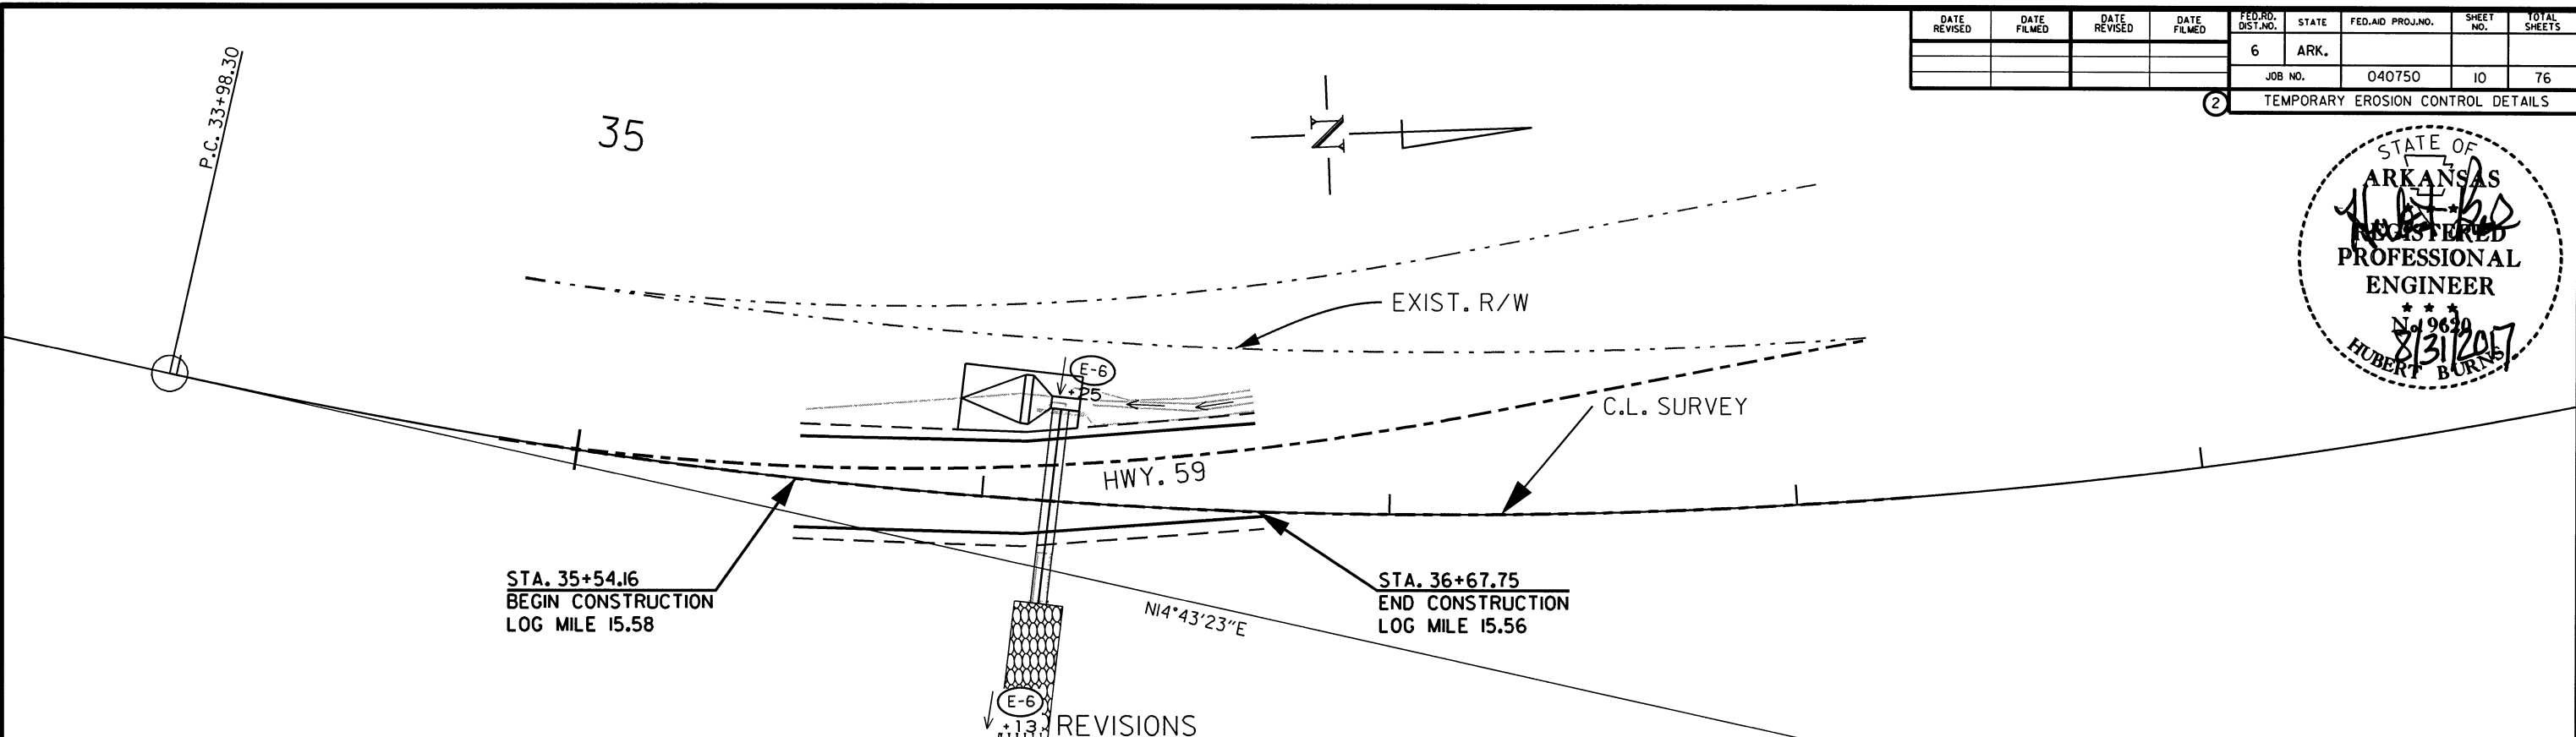 DATE REVISED
DATE FILMED
DATE REVISED
DATE FILMED
FED.RD. DIST.NO.
STATE
FED.AID PROJ.NO.
SHEET NO.
TOTAL SHEETS
6
ARK.
JOB NO.
040750
10
76
2
TEMPORARY EROSION CONTROL DETAILS
P.C. 33+98.30
35
N
STATE OF
ARKANSAS
REGISTERED
PROFESSIONAL
ENGINEER
* * *
No. 9620
8/31/2017
HUBERT BURNS
EXIST. R/W
E-6
+25
C.L. SURVEY
HWY. 59
STA. 35+54.16
BEGIN CONSTRUCTION
LOG MILE 15.58
STA. 36+67.75
END CONSTRUCTION
LOG MILE 15.56
N14°43'23"E
E-6
+13
REVISIONS